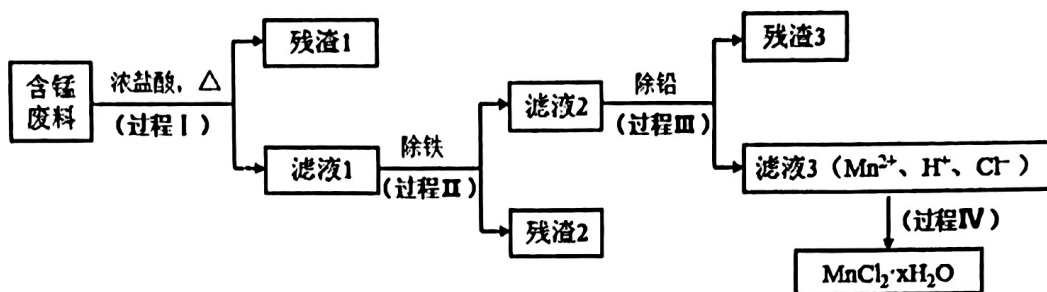 含锰
废料
浓盐酸,△
(过程Ⅰ)
残渣1
滤液1
除铁
(过程Ⅱ)
滤液2
残渣2
除铅
(过程Ⅲ)
残渣3
滤液3(Mn²⁺、H⁺、Cl⁻)
(过程Ⅳ)
MnCl₂·xH₂O